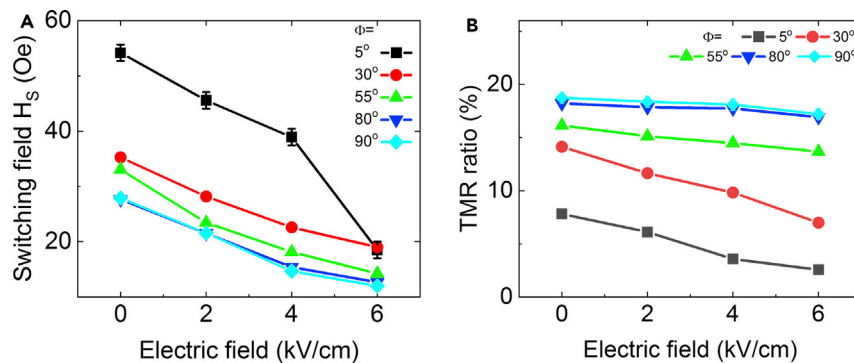 A
Switching field H_S (Oe)
60
40
20
0 2 4 6
Electric field (kV/cm)
Φ=
5°
30°
55°
80°
90°
B
TMR ratio (%)
20
10
0
0 2 4 6
Electric field (kV/cm)
Φ= 5° 30°
55° 80° 90°